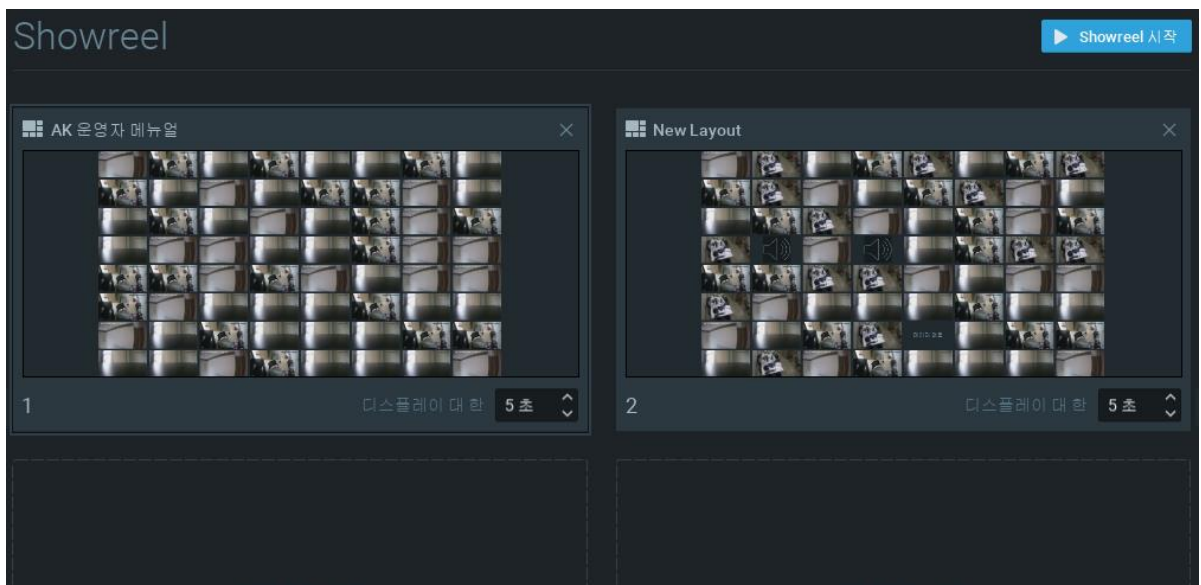 Showreel
Showreel 시작
AK 운영자 메뉴얼
New Layout
1
디스플레이 대 한
5 초
2
디스플레이 대 한
5 초